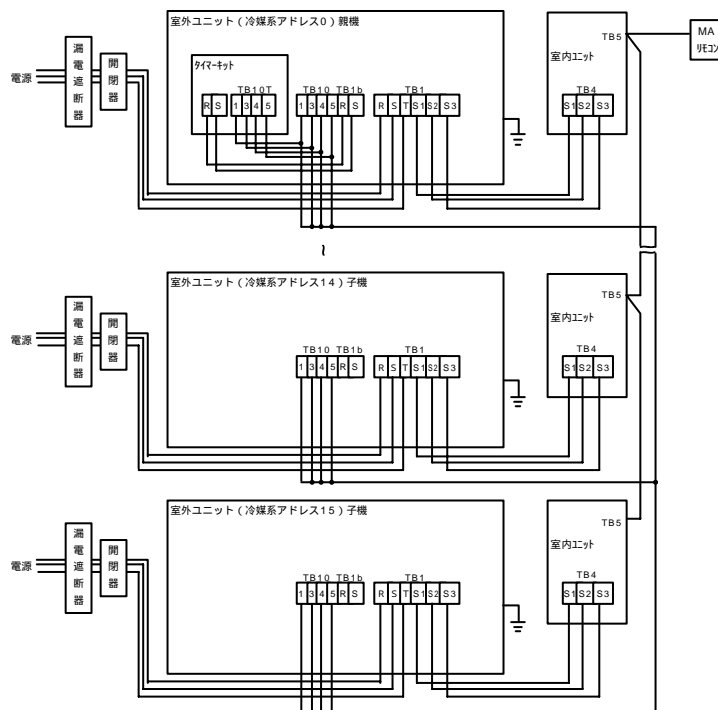 室外ユニット(冷媒系アドレス0)親機
タイマーキット
TB10T
TB10 TB1b
TB1
R S
1 3 4 5
1 3 4 5 R S
R S T S1 S2 S3
漏電遮断器
開閉器
電源
室内ユニット
TB5
TB4
S1 S2 S3
MA
リモコン
~
室外ユニット(冷媒系アドレス14)子機
TB10 TB1b
TB1
1 3 4 5 R S
R S T S1 S2 S3
漏電遮断器
開閉器
電源
TB5
室内ユニット
TB4
S1 S2 S3
室外ユニット(冷媒系アドレス15)子機
TB10 TB1b
TB1
1 3 4 5 R S
R S T S1 S2 S3
漏電遮断器
開閉器
電源
TB5
室内ユニット
TB4
S1 S2 S3